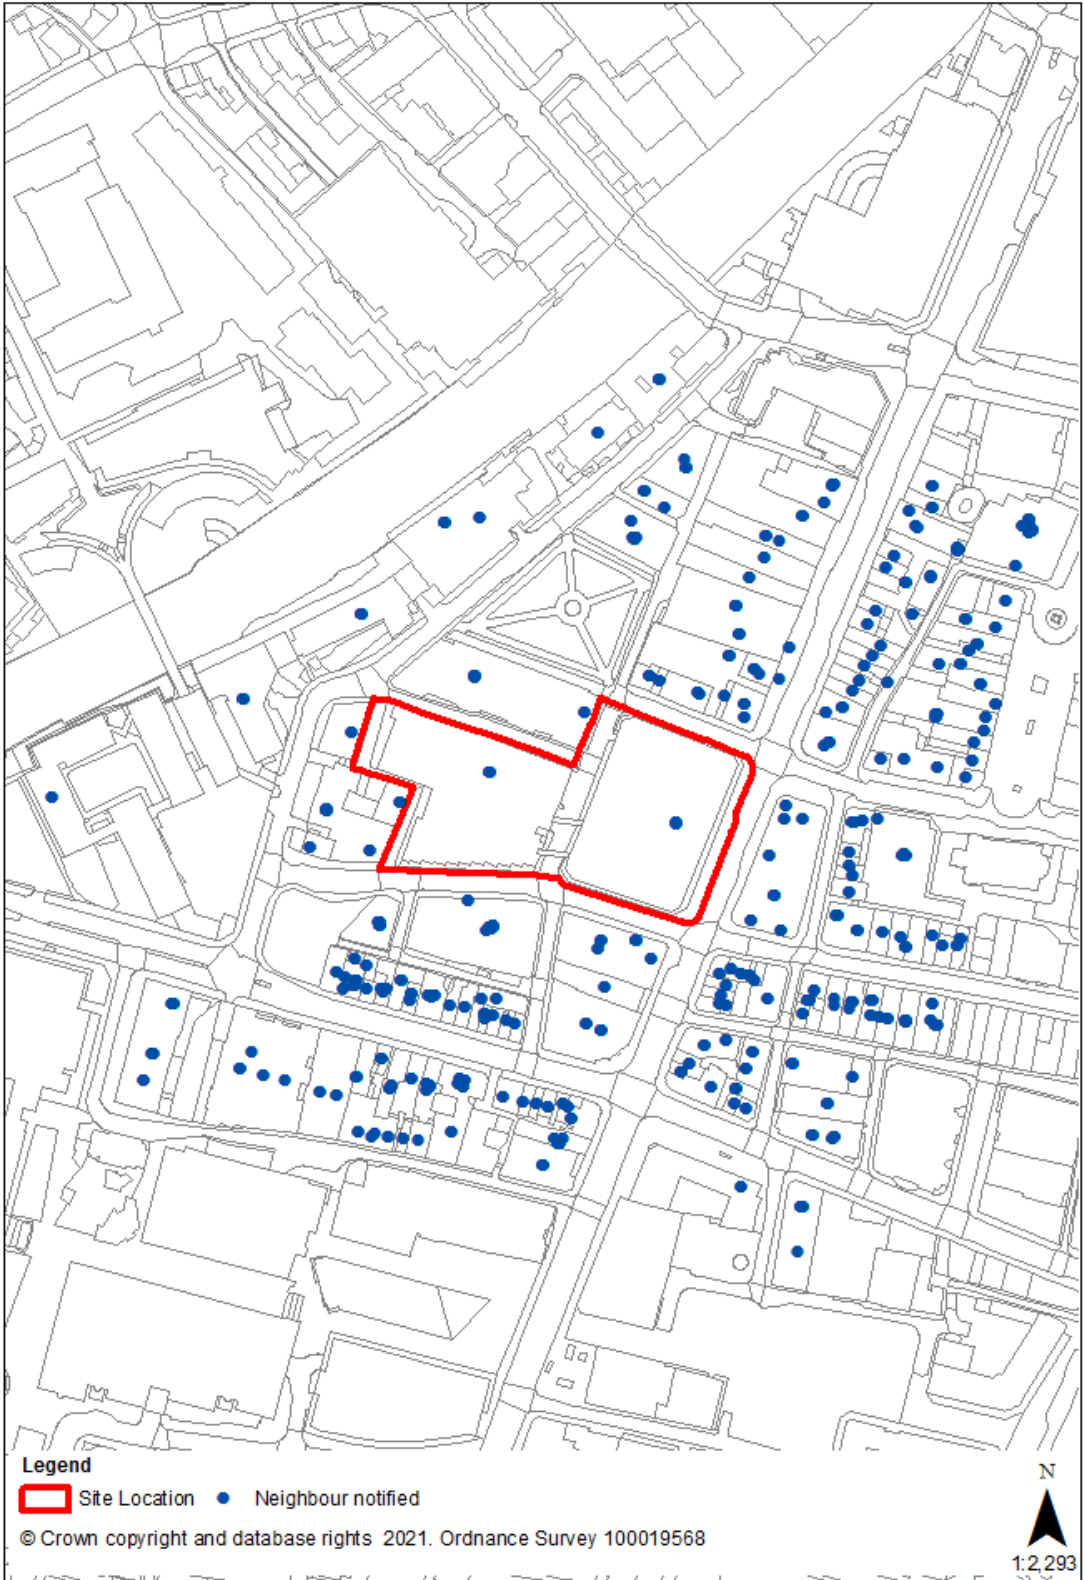 Legend
Site Location
Neighbour notified
© Crown copyright and database rights 2021. Ordnance Survey 100019568
N
1:2,293